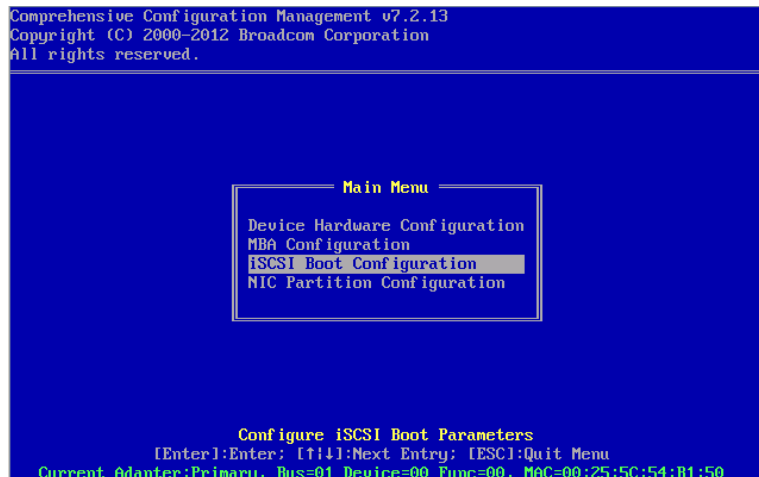 Comprehensive Configuration Management v7.2.13
Copyright (C) 2000-2012 Broadcom Corporation
All rights reserved.
Main Menu
Device Hardware Configuration
MBA Configuration
iSCSI Boot Configuration
NIC Partition Configuration
Configure iSCSI Boot Parameters
[Enter]:Enter; [↑|↓]:Next Entry; [ESC]:Quit Menu
Current Adapter:Primary, Bus=01 Device=00 Func=00, MAC=00:25:5C:54:B1:50